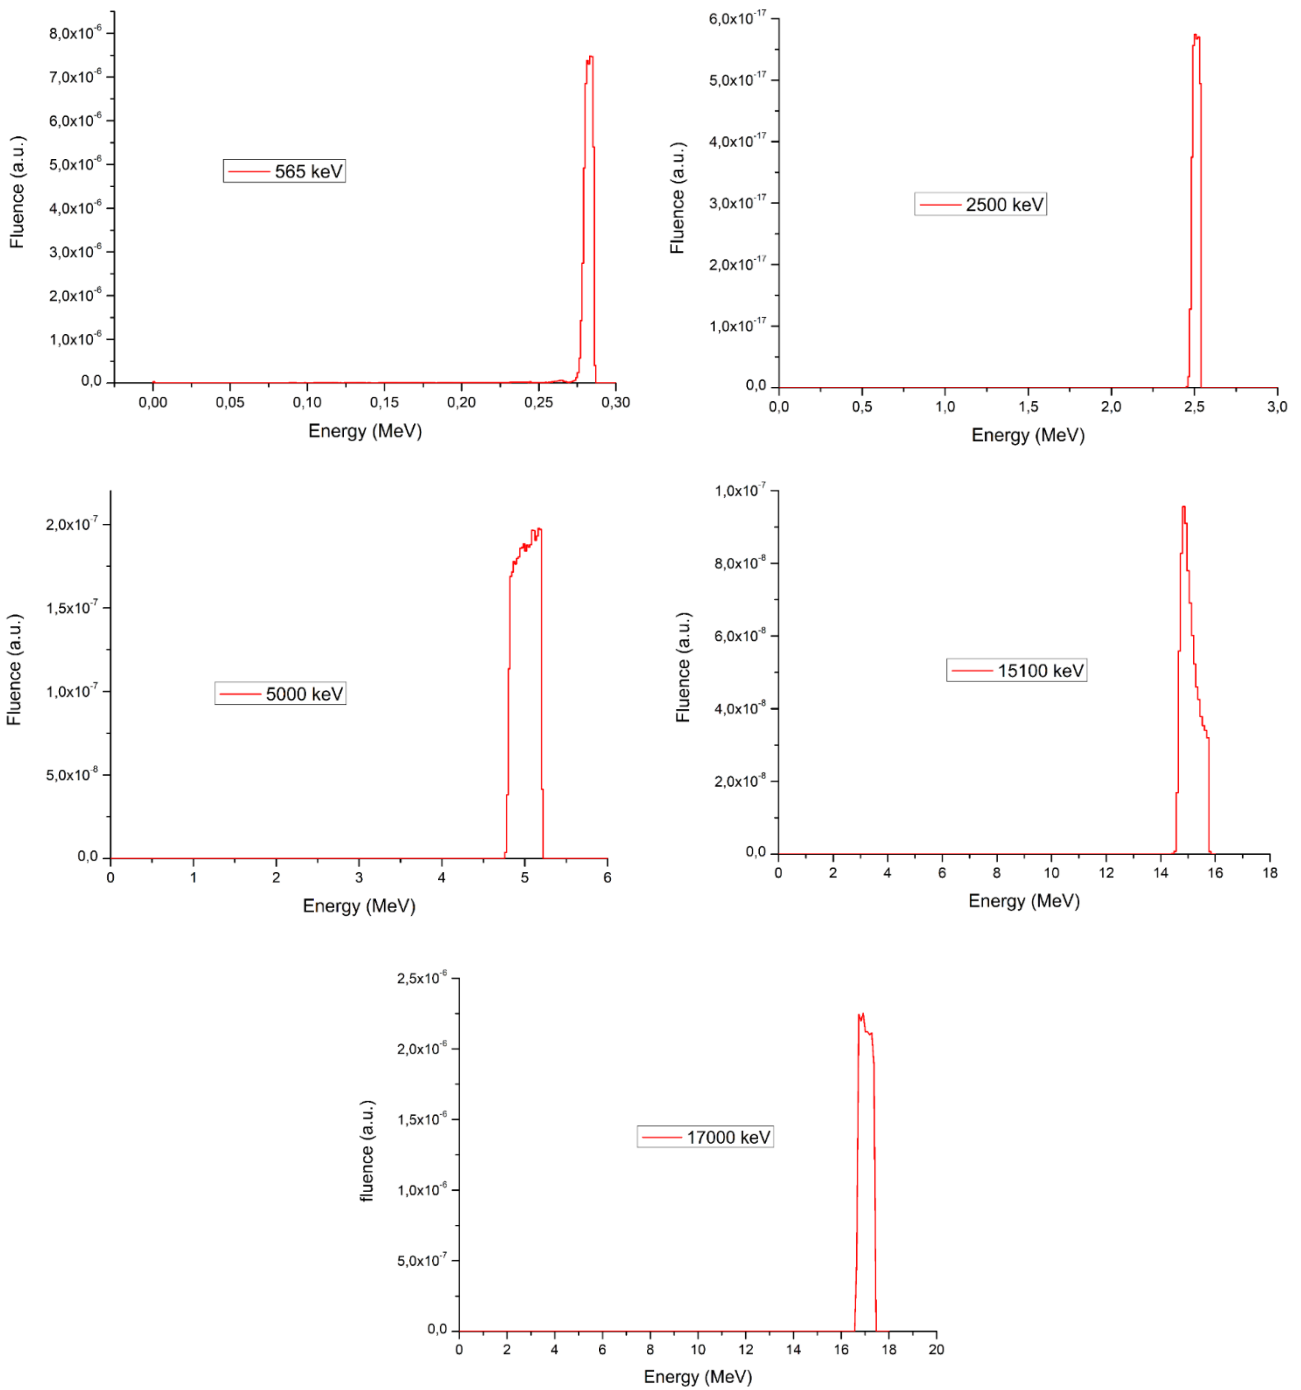 8,0x10⁻⁶
7,0x10⁻⁶
6,0x10⁻⁶
5,0x10⁻⁶
4,0x10⁻⁶
3,0x10⁻⁶
2,0x10⁻⁶
1,0x10⁻⁶
0,0
Fluence (a.u.)
565 keV
0,00 0,05 0,10 0,15 0,20 0,25 0,30
Energy (MeV)
6,0x10⁻¹⁷
5,0x10⁻¹⁷
4,0x10⁻¹⁷
3,0x10⁻¹⁷
2,0x10⁻¹⁷
1,0x10⁻¹⁷
0,0
Fluence (a.u.)
2500 keV
0,0 0,5 1,0 1,5 2,0 2,5 3,0
Energy (MeV)
2,0x10⁻⁷
1,5x10⁻⁷
1,0x10⁻⁷
5,0x10⁻⁸
0,0
Fluence (a.u.)
5000 keV
0 1 2 3 4 5 6
Energy (MeV)
1,0x10⁻⁷
8,0x10⁻⁸
6,0x10⁻⁸
4,0x10⁻⁸
2,0x10⁻⁸
0,0
Fluence (a.u.)
15100 keV
0 2 4 6 8 10 12 14 16 18
Energy (MeV)
2,5x10⁻⁶
2,0x10⁻⁶
1,5x10⁻⁶
1,0x10⁻⁶
5,0x10⁻⁷
0,0
fluence (a.u.)
17000 keV
0 2 4 6 8 10 12 14 16 18 20
Energy (MeV)